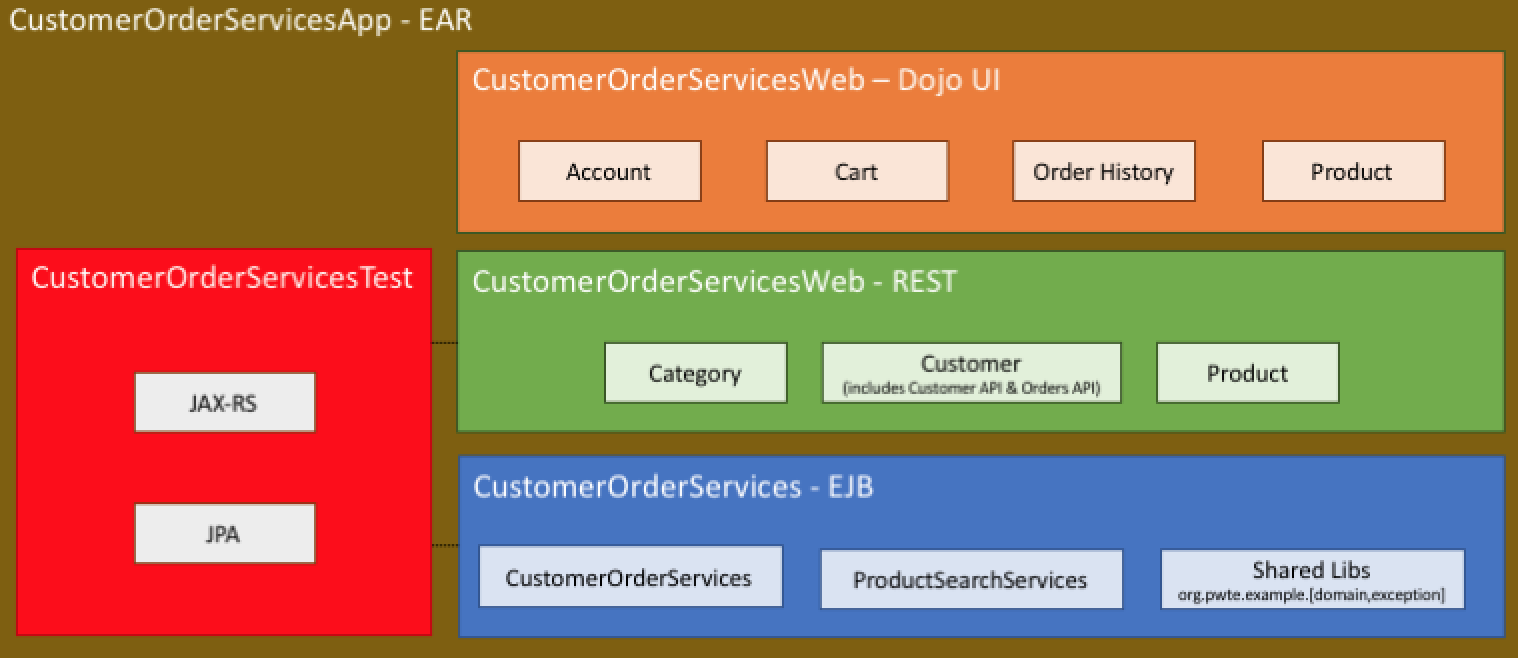 CustomerOrderServicesApp - EAR
CustomerOrderServicesWeb – Dojo UI
Account
Cart
Order History
Product
CustomerOrderServicesTest
JAX-RS
JPA
CustomerOrderServicesWeb - REST
Category
Customer
(includes Customer API & Orders API)
Product
CustomerOrderServices - EJB
CustomerOrderServices
ProductSearchServices
Shared Libs
org.pwte.example.[domain,exception]